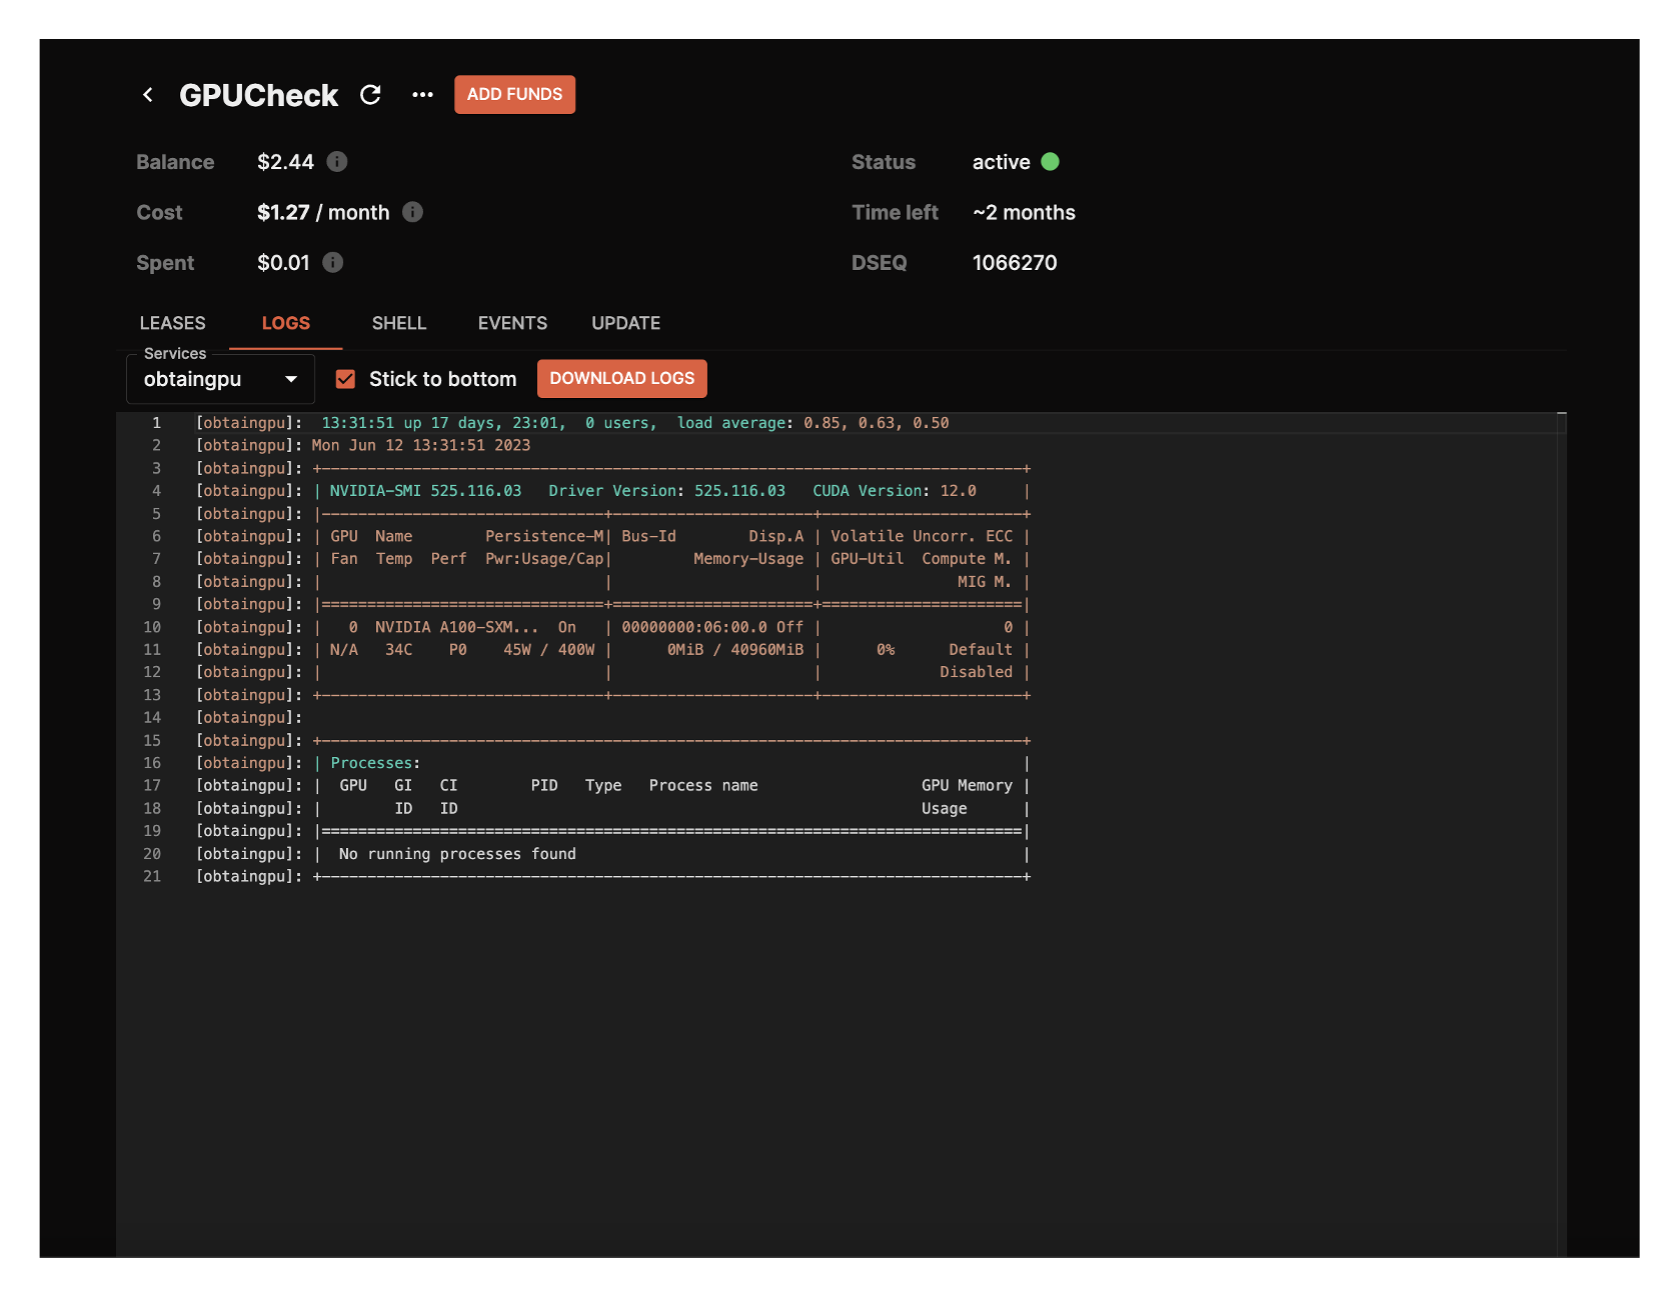 GPUCheck ADD FUNDS
Balance $2.44 Status active
Cost $1.27 / month Time left ~2 months
Spent $0.01 DSEQ 1066270
LEASES LOGS SHELL EVENTS UPDATE
Services
obtaingpu Stick to bottom DOWNLOAD LOGS
1 [obtaingpu]:  13:31:51 up 17 days, 23:01,  0 users,  load average: 0.85, 0.63, 0.50
2 [obtaingpu]: Mon Jun 12 13:31:51 2023
3 [obtaingpu]: +-----------------------------------------------------------------------------+
4 [obtaingpu]: | NVIDIA-SMI 525.116.03   Driver Version: 525.116.03   CUDA Version: 12.0     |
5 [obtaingpu]: |-------------------------------+----------------------+----------------------+
6 [obtaingpu]: | GPU  Name        Persistence-M| Bus-Id        Disp.A | Volatile Uncorr. ECC |
7 [obtaingpu]: | Fan  Temp  Perf  Pwr:Usage/Cap|         Memory-Usage | GPU-Util  Compute M. |
8 [obtaingpu]: |                               |                      |               MIG M. |
9 [obtaingpu]: |===============================+======================+======================|
10 [obtaingpu]: |   0  NVIDIA A100-SXM...  On   | 00000000:06:00.0 Off |                    0 |
11 [obtaingpu]: | N/A   34C    P0    45W / 400W |      0MiB / 40960MiB |      0%      Default |
12 [obtaingpu]: |                               |                      |             Disabled |
13 [obtaingpu]: +-------------------------------+----------------------+----------------------+
14 [obtaingpu]:
15 [obtaingpu]: +-----------------------------------------------------------------------------+
16 [obtaingpu]: | Processes:                                                                  |
17 [obtaingpu]: |  GPU   GI   CI        PID   Type   Process name                  GPU Memory |
18 [obtaingpu]: |        ID   ID                                                   Usage      |
19 [obtaingpu]: |=============================================================================|
20 [obtaingpu]: |  No running processes found                                                 |
21 [obtaingpu]: +-----------------------------------------------------------------------------+